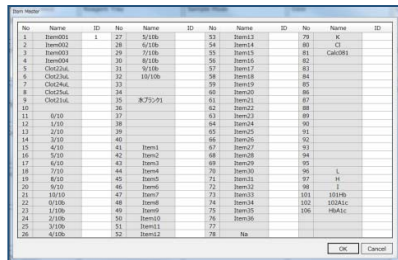 Item Master
No Name ID No Name ID No Name ID No Name ID
1 Item001 1 27 5/10b 53 Item13 79 K
2 Item002 28 6/10b 54 Item14 80 Cl
3 Item003 29 7/10b 55 Item15 81 Calc081
4 Item004 30 8/10b 56 Item16 82
5 Clot22uL 31 9/10b 57 Item17 83
6 Clot23uL 32 10/10b 58 Item18 84
7 Clot24uL 33 59 Item19 85
8 Clot25uL 34 60 Item20 86
9 Clot21uL 35 水ブランク1 61 Item21 87
10 36 62 Item22 88
11 0/10 37 63 Item23 89
12 1/10 38 64 Item24 90
13 2/10 39 65 Item25 91
14 3/10 40 66 Item26 92
15 4/10 41 Item1 67 Item27 93
16 5/10 42 Item2 68 Item28 94
17 6/10 43 Item3 69 Item29 95
18 7/10 44 Item4 70 Item30 96 L
19 8/10 45 Item5 71 Item31 97 H
20 9/10 46 Item6 72 Item32 98 I
21 10/10 47 Item7 73 Item33 101 101Hb
22 0/10b 48 Item8 74 Item34 102 102A1c
23 1/10b 49 Item9 75 Item35 106 HbA1c
24 2/10b 50 Item10 76 Item36
25 3/10b 51 Item11 77
26 4/10b 52 Item12 78 Na
OK Cancel